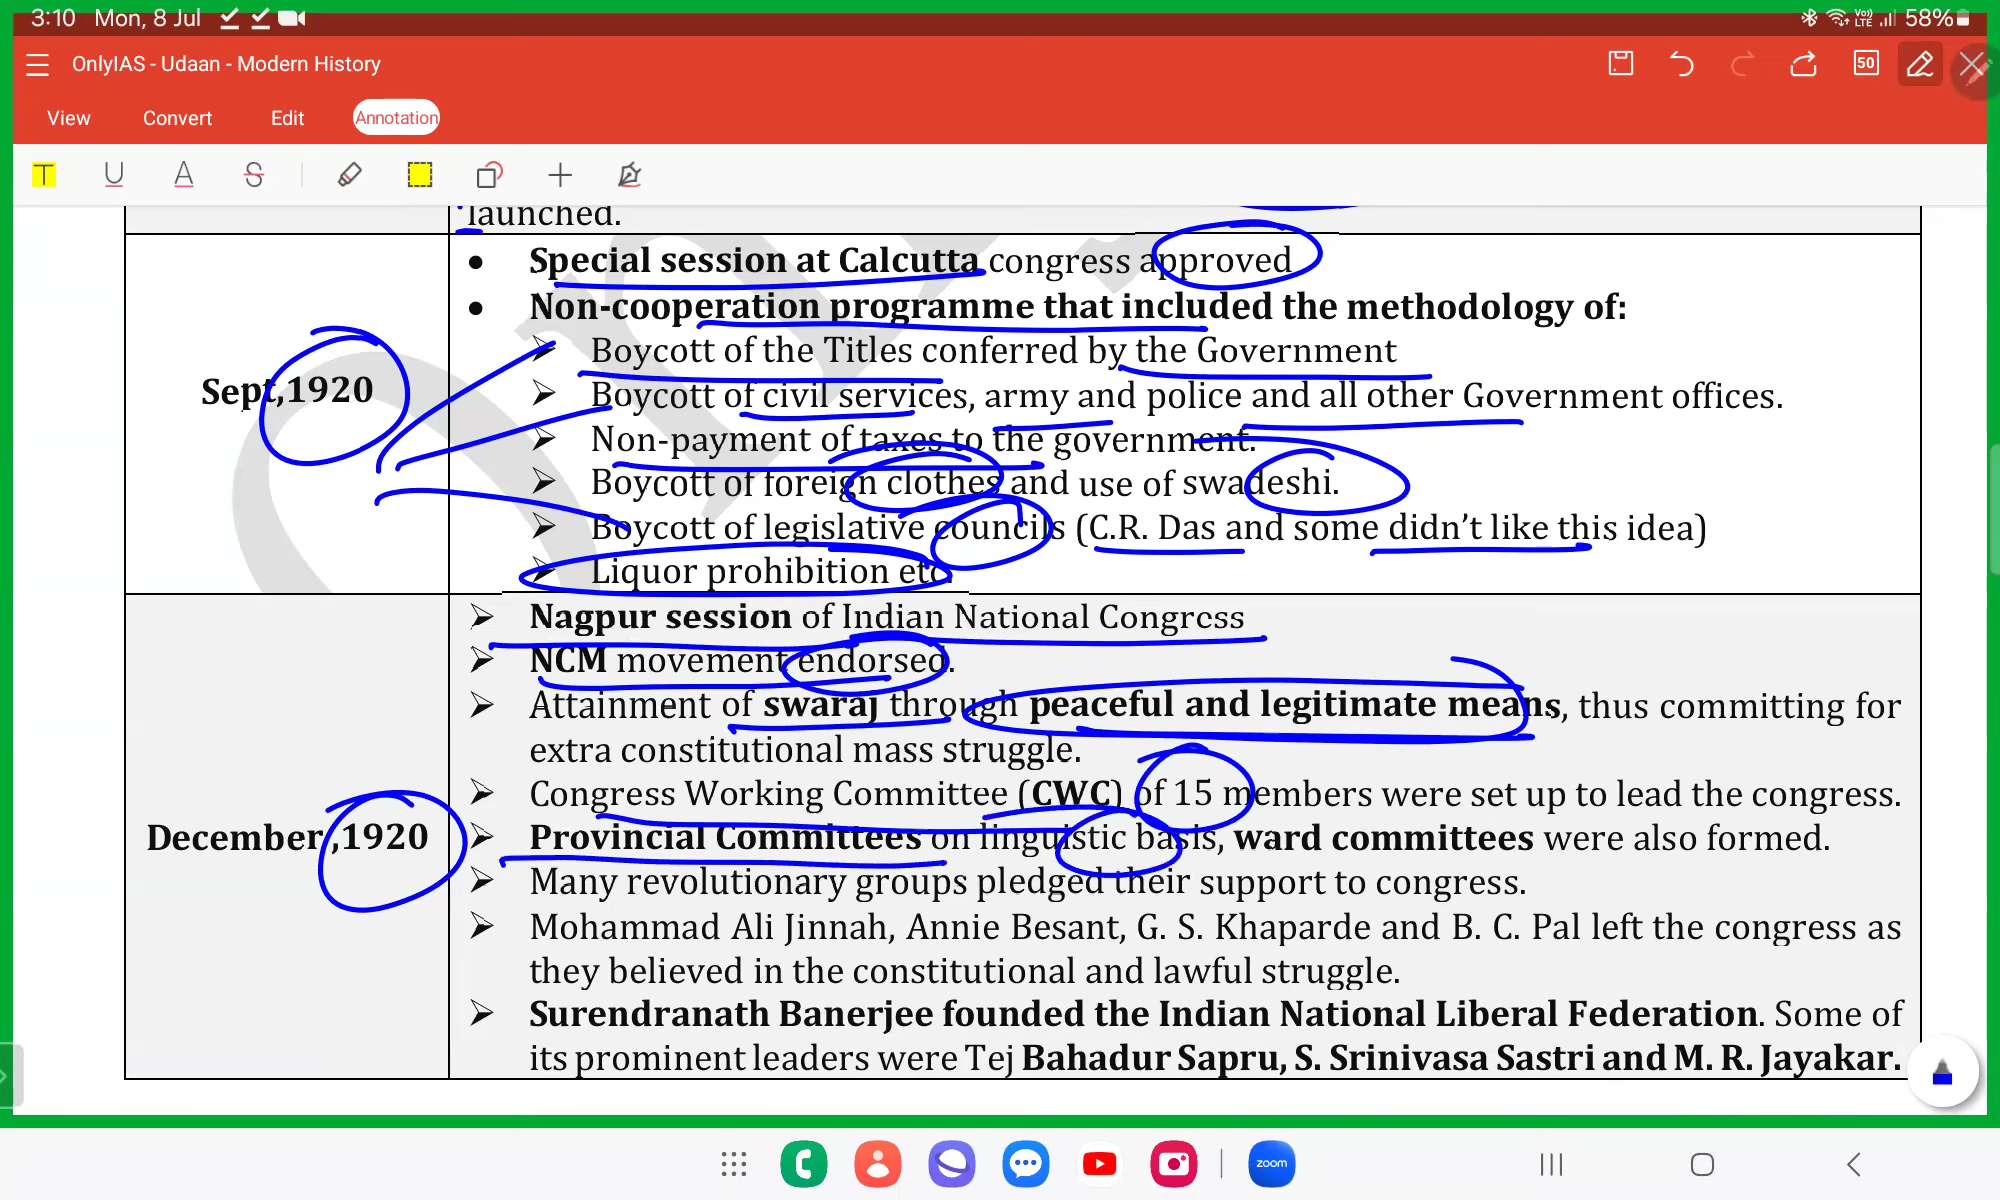 3:10 Mon, 8 Jul 58%
OnlyIAS - Udaan - Modern History 50
View Convert Edit Annotation
T U A S
launched.
• Special session at Calcutta congress approved
• Non-cooperation programme that included the methodology of:
➢ Boycott of the Titles conferred by the Government
Sept,1920
➢ Boycott of civil services, army and police and all other Government offices.
➢ Non-payment of taxes to the government.
➢ Boycott of foreign clothes and use of swadeshi.
➢ Boycott of legislative councils (C.R. Das and some didn’t like this idea)
➢ Liquor prohibition etc.
➢ Nagpur session of Indian National Congress
➢ NCM movement endorsed.
➢ Attainment of swaraj through peaceful and legitimate means, thus committing for
extra constitutional mass struggle.
➢ Congress Working Committee (CWC) of 15 members were set up to lead the congress.
December,1920
➢ Provincial Committees on linguistic basis, ward committees were also formed.
➢ Many revolutionary groups pledged their support to congress.
➢ Mohammad Ali Jinnah, Annie Besant, G. S. Khaparde and B. C. Pal left the congress as
they believed in the constitutional and lawful struggle.
➢ Surendranath Banerjee founded the Indian National Liberal Federation. Some of
its prominent leaders were Tej Bahadur Sapru, S. Srinivasa Sastri and M. R. Jayakar.
zoom